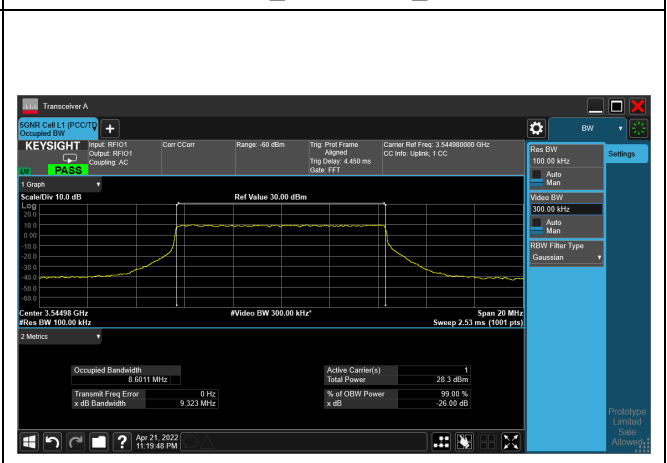 Transceiver A
5GNR Cell L1 (PCC/TD
Occupied BW
BW
KEYSIGHT
Input: RFIO1
Output: RFIO1
Coupling: AC
Corr CCorr
Range: -60 dBm
Trig: Prot Frame
Aligned
Trig Delay: 4.450 ms
Gate: FFT
Carrier Ref Freq: 3.544980000 GHz
CC Info: Uplink, 1 CC
PASS
1 Graph
Scale/Div 10.0 dB
Ref Value 30.00 dBm
Log
20.0
10.0
0.00
-10.0
-20.0
-30.0
-40.0
-50.0
-60.0
Center 3.54498 GHz
#Video BW 300.00 kHz*
Span 20 MHz
#Res BW 100.00 kHz
Sweep 2.53 ms (1001 pts)
2 Metrics
Occupied Bandwidth
8.6011 MHz
Transmit Freq Error 0 Hz
x dB Bandwidth 9.323 MHz
Active Carrier(s) 1
Total Power 28.3 dBm
% of OBW Power 99.00 %
x dB -26.00 dB
Res BW
100.00 kHz
Auto
Man
Video BW
300.00 kHz
Auto
Man
RBW Filter Type
Gaussian
Settings
Prototype
Limited
Sale
Allowed
?
Apr 21, 2022
11:19:48 PM